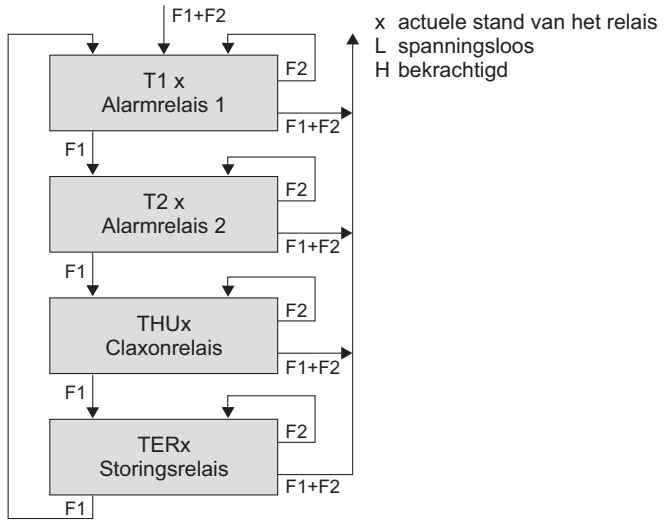 F1+F2
x actuele stand van het relais
L spanningsloos
H bekrachtigd
T1 x
Alarmrelais 1
F2
F1+F2
F1
T2 x
Alarmrelais 2
F2
F1+F2
F1
THUx
Claxonrelais
F2
F1+F2
F1
TERx
Storingsrelais
F2
F1+F2
F1